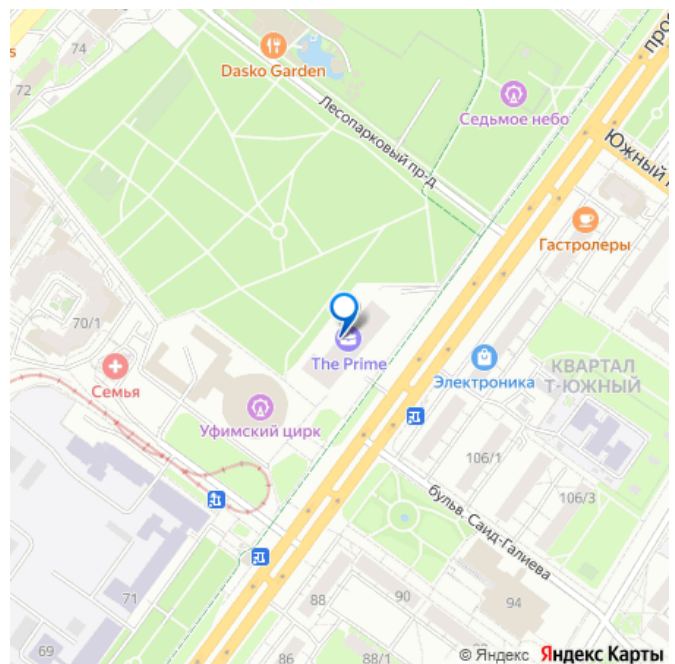 s
74
72
Dasko Garden
Седьмое небо
Лесопарковый пр-д
прос
Южный
Гастролеры
70/1
Семья
The Prime
Электроника
КВАРТАЛ
Т-ЮЖНЫЙ
Уфимский цирк
106/1
106/3
бульв. Саид-Галиева
71
88
90
94
69
86
88/1
© Яндекс Яндекс Карты